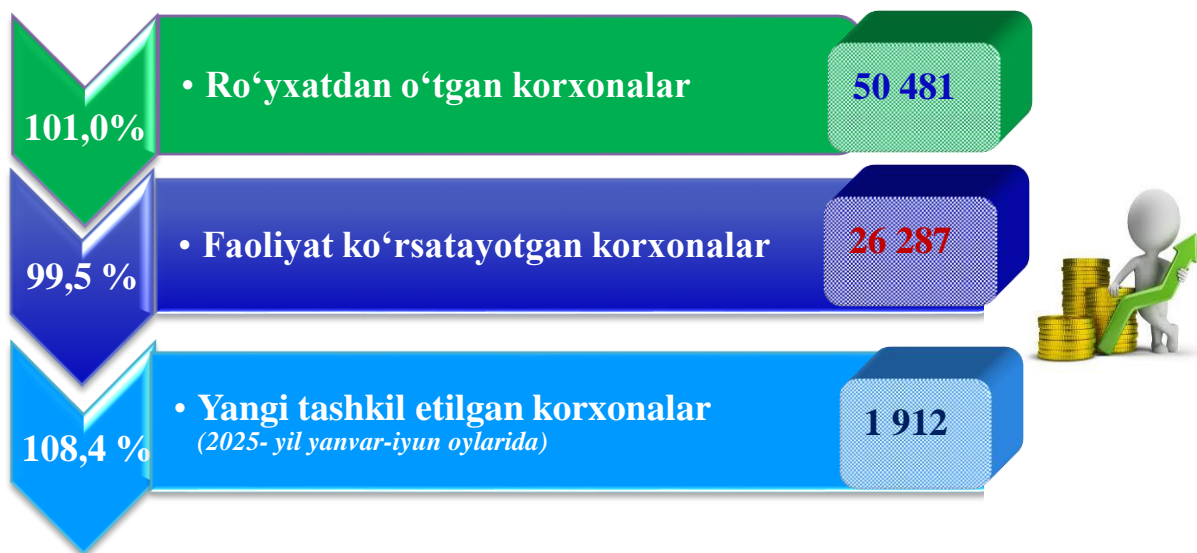 101,0%
• Ro‘yxatdan o‘tgan korxonalar
50 481
99,5 %
• Faoliyat ko‘rsatayotgan korxonalar
26 287
108,4 %
• Yangi tashkil etilgan korxonalar
(2025- yil yanvar-iyun oylarida)
1 912